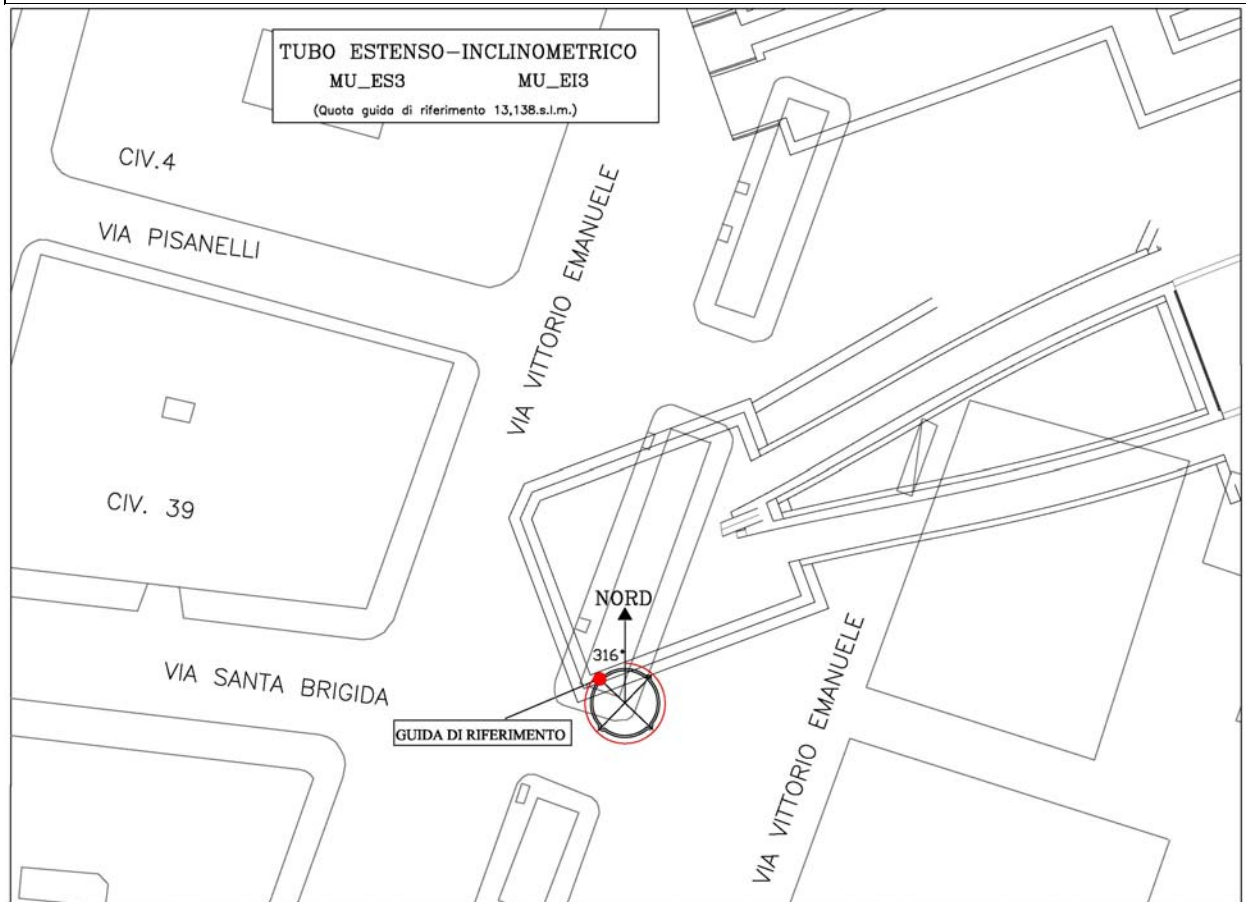 TUBO ESTENSO-INCLINOMETRICO
MU_ES3 MU_EI3
(Quota guida di riferimento 13,138.s.l.m.)
CIV.4
VIA PISANELLI
VIA VITTORIO EMANUELE
CIV. 39
NORD
316°
VIA SANTA BRIGIDA
GUIDA DI RIFERIMENTO
VIA VITTORIO EMANUELE